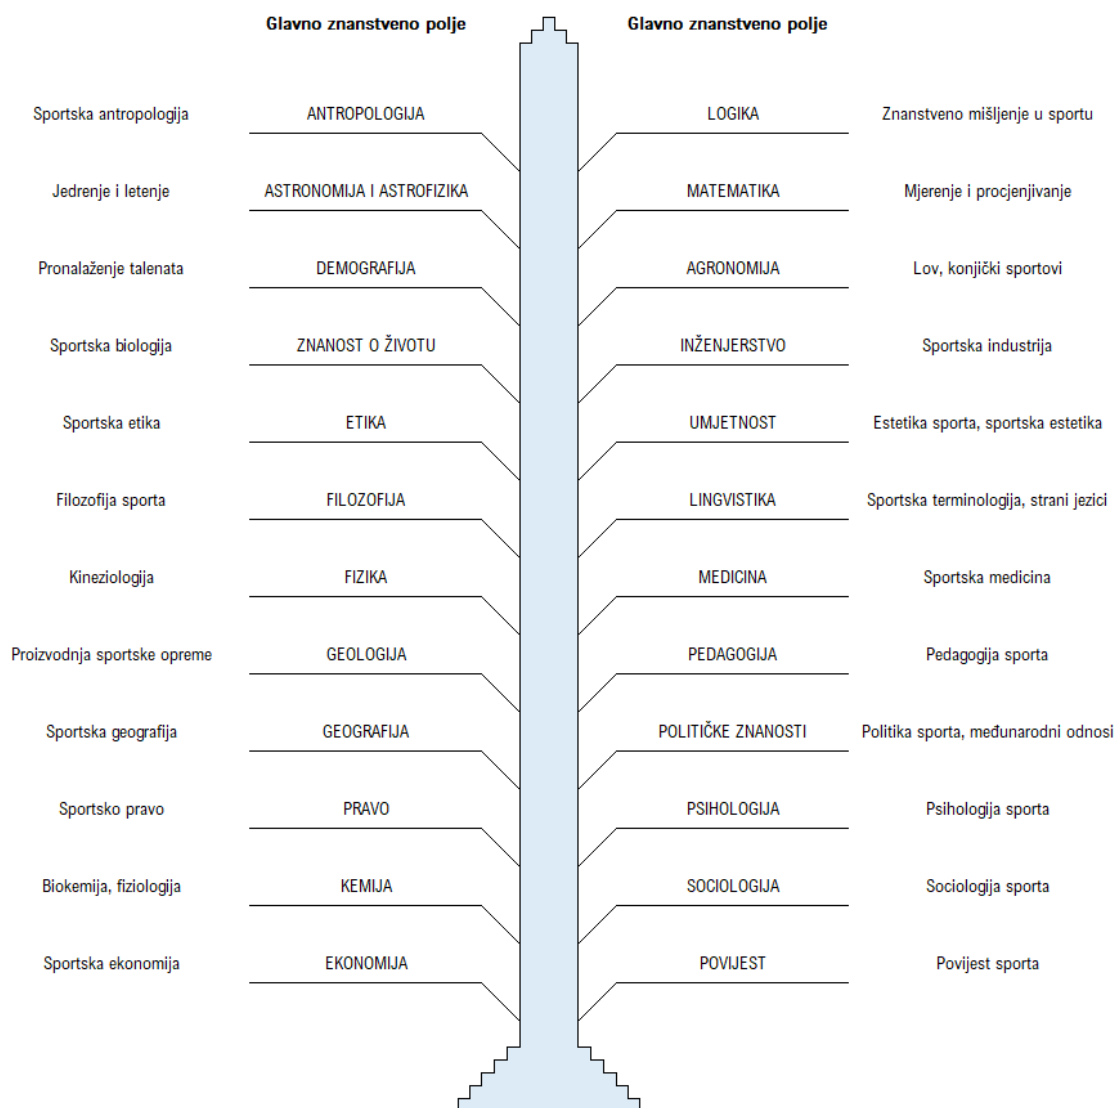 Glavno znanstveno polje Glavno znanstveno polje
Sportska antropologija ANTROPOLOGIJA LOGIKA Znanstveno mišljenje u sportu
Jedrenje i letenje ASTRONOMIJA I ASTROFIZIKA MATEMATIKA Mjerenje i procjenjivanje
Pronalaženje talenata DEMOGRAFIJA AGRONOMIJA Lov, konjički sportovi
Sportska biologija ZNANOST O ŽIVOTU INŽENJERSTVO Sportska industrija
Sportska etika ETIKA UMJETNOST Estetika sporta, sportska estetika
Filozofija sporta FILOZOFIJA LINGVISTIKA Sportska terminologija, strani jezici
Kineziologija FIZIKA MEDICINA Sportska medicina
Proizvodnja sportske opreme GEOLOGIJA PEDAGOGIJA Pedagogija sporta
Sportska geografija GEOGRAFIJA POLITIČKE ZNANOSTI Politika sporta, međunarodni odnosi
Sportsko pravo PRAVO PSIHOLOGIJA Psihologija sporta
Biokemija, fiziologija KEMIJA SOCIOLOGIJA Sociologija sporta
Sportska ekonomija EKONOMIJA POVIJEST Povijest sporta